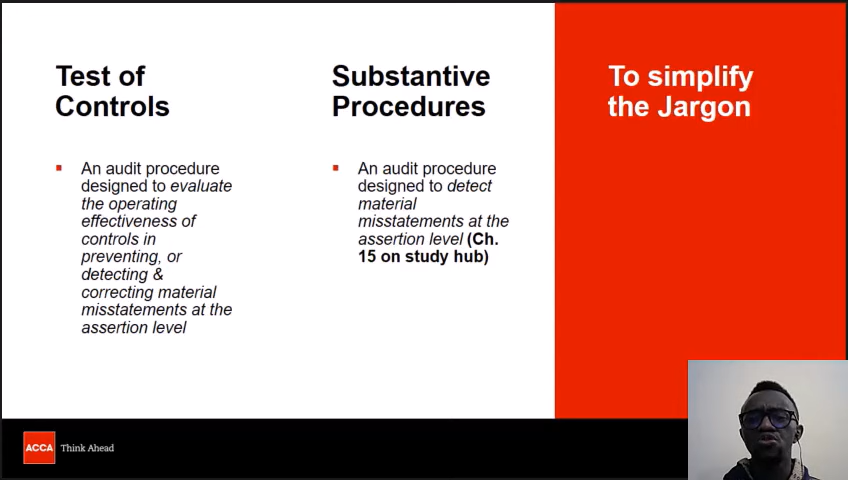 Test of
Controls
▪ An audit procedure
designed to evaluate
the operating
effectiveness of
controls in
preventing, or
detecting &
correcting material
misstatements at the
assertion level
Substantive
Procedures
▪ An audit procedure
designed to detect
material
misstatements at the
assertion level (Ch.
15 on study hub)
To simplify
the Jargon
ACCA
Think Ahead